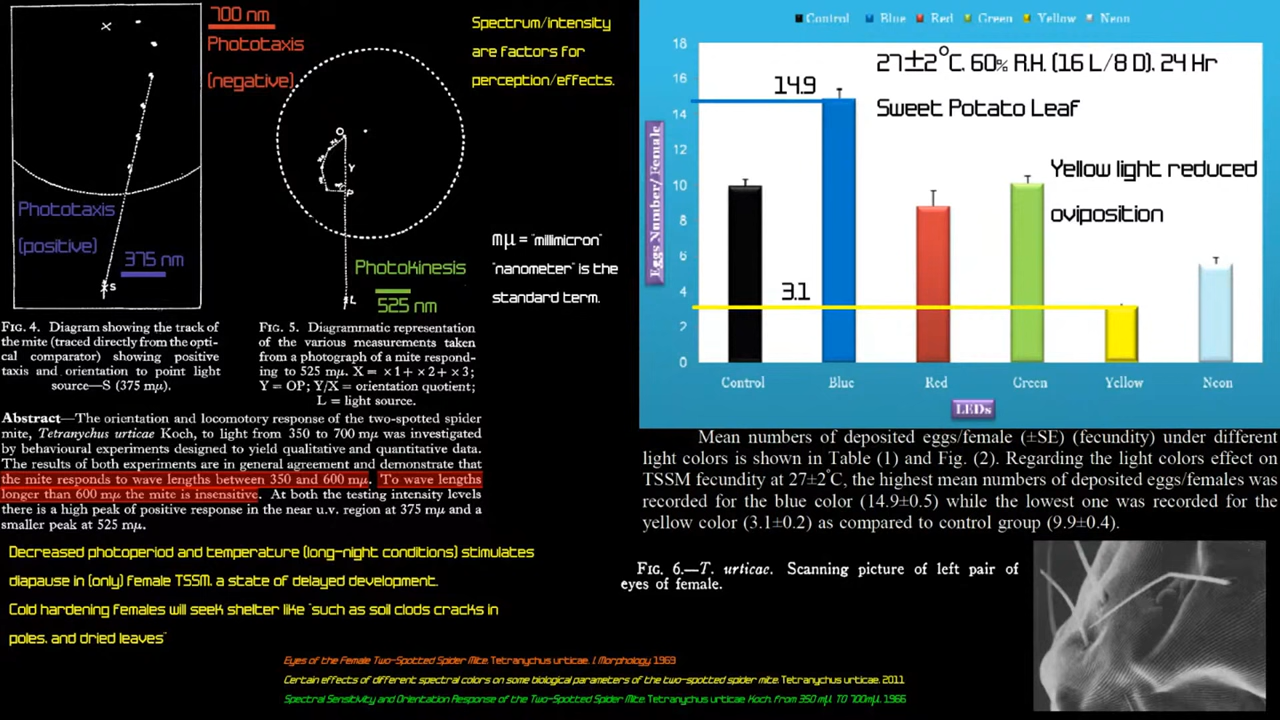 700 nm
Phototaxis
(negative)
Phototaxis
(positive)
375 nm
X
S
FIG. 4. Diagram showing the track of
the mite (traced directly from the opti-
cal comparator) showing positive
taxis and orientation to point light
source—S (375 mμ).
O
Y
P
L
Photokinesis
525 nm
FIG. 5. Diagrammatic representation
of the various measurements taken
from a photograph of a mite respond-
ing to 525 mμ. X = ×1+×2+×3;
Y = OP; Y/X = orientation quotient;
L = light source.
Spectrum/intensity
are factors for
perception/effects.
mμ = "millimicron"
"nanometer" is the
standard term.
Abstract—The orientation and locomotory response of the two-spotted spider
mite, Tetranychus urticae Koch, to light from 350 to 700 mμ was investigated
by behavioural experiments designed to yield qualitative and quantitative data.
The results of both experiments are in general agreement and demonstrate that
the mite responds to wave lengths between 350 and 600 mμ. To wave lengths
longer than 600 mμ the mite is insensitive. At both the testing intensity levels
there is a high peak of positive response in the near u.v. region at 375 mμ and a
smaller peak at 525 mμ.
Decreased photoperiod and temperature (long-night conditions) stimulates
diapause in (only) female TSSM, a state of delayed development.
Cold hardening females will seek shelter like "such as soil clods cracks in
poles, and dried leaves"
Control Blue Red Green Yellow Neon
18
16
14
12
10
8
6
4
2
0
Eggs Number/ Female
14.9
3.1
27±2°C, 60% R.H. (16 L/8 D), 24 Hr
Sweet Potato Leaf
Yellow light reduced
oviposition
Control Blue Red Green Yellow Neon
LEDs
Mean numbers of deposited eggs/female (±SE) (fecundity) under different
light colors is shown in Table (1) and Fig. (2). Regarding the light colors effect on
TSSM fecundity at 27±2°C, the highest mean numbers of deposited eggs/females was
recorded for the blue color (14.9±0.5) while the lowest one was recorded for the
yellow color (3.1±0.2) as compared to control group (9.9±0.4).
FIG. 6.—T. urticae. Scanning picture of left pair of
eyes of female.
Eyes of the Female Two-Spotted Spider Mite, Tetranychus urticae. J. Morphology 1969
Certain effects of different spectral colors on some biological parameters of the two-spotted spider mite, Tetranychus urticae. 2011
Spectral Sensitivity and Orientation Response of the Two-Spotted Spider Mite, Tetranychus urticae Koch, from 350 mμ TO 700mμ. 1966